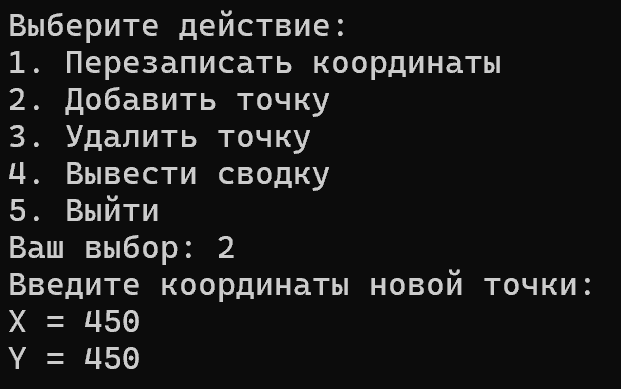 Выберите действие:
1. Перезаписать координаты
2. Добавить точку
3. Удалить точку
4. Вывести сводку
5. Выйти
Ваш выбор: 2
Введите координаты новой точки:
X = 450
Y = 450